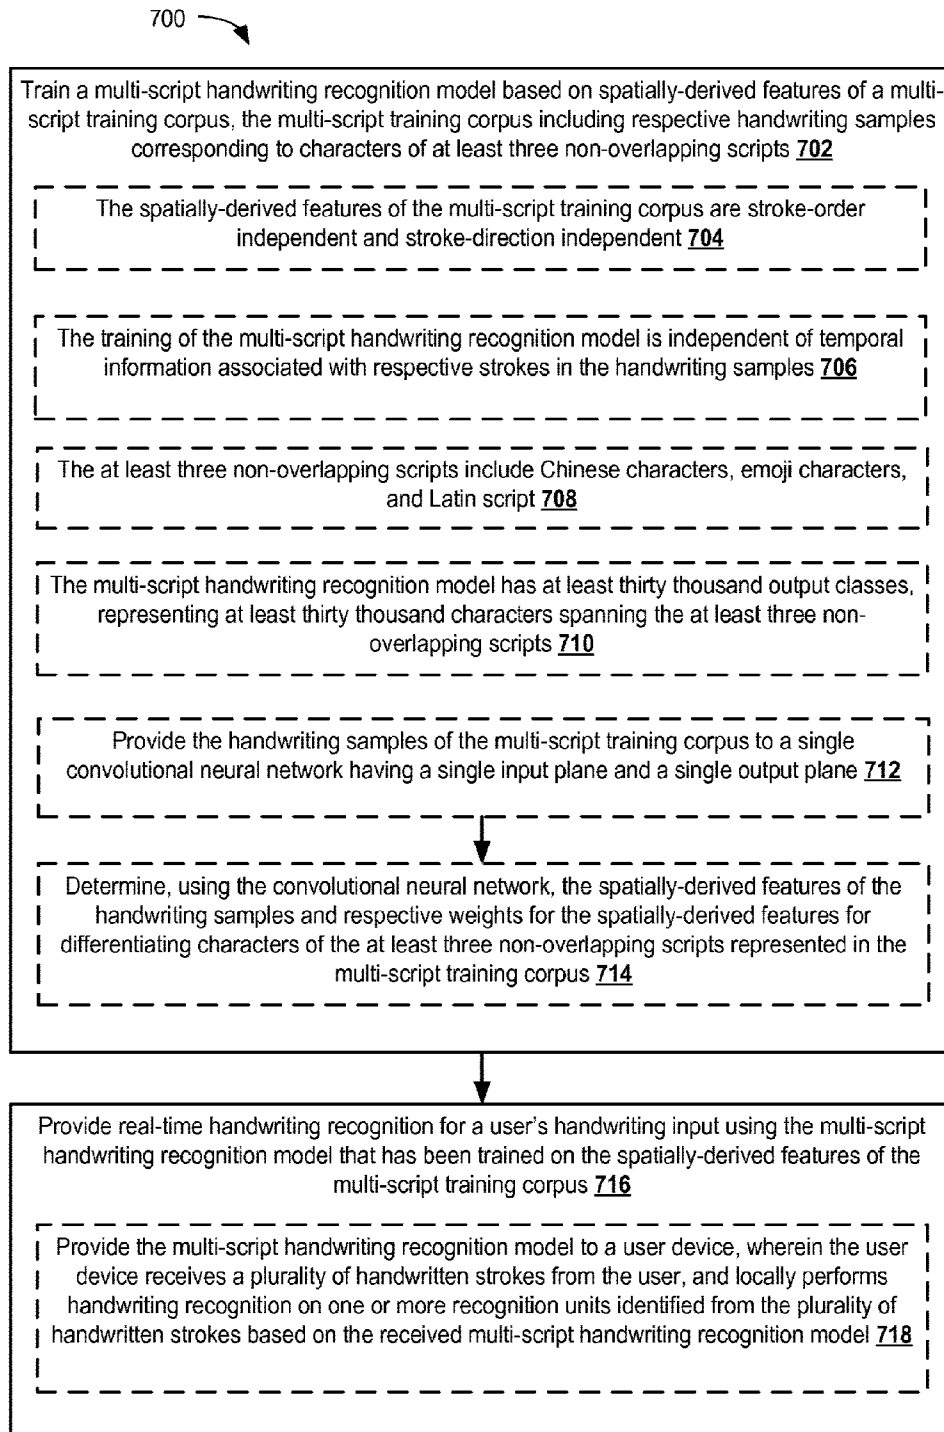 700
Train a multi-script handwriting recognition model based on spatially-derived features of a multi-
script training corpus, the multi-script training corpus including respective handwriting samples
corresponding to characters of at least three non-overlapping scripts 702
The spatially-derived features of the multi-script training corpus are stroke-order
independent and stroke-direction independent 704
The training of the multi-script handwriting recognition model is independent of temporal
information associated with respective strokes in the handwriting samples 706
The at least three non-overlapping scripts include Chinese characters, emoji characters,
and Latin script 708
The multi-script handwriting recognition model has at least thirty thousand output classes,
representing at least thirty thousand characters spanning the at least three non-
overlapping scripts 710
Provide the handwriting samples of the multi-script training corpus to a single
convolutional neural network having a single input plane and a single output plane 712
Determine, using the convolutional neural network, the spatially-derived features of the
handwriting samples and respective weights for the spatially-derived features for
differentiating characters of the at least three non-overlapping scripts represented in the
multi-script training corpus 714
Provide real-time handwriting recognition for a user's handwriting input using the multi-script
handwriting recognition model that has been trained on the spatially-derived features of the
multi-script training corpus 716
Provide the multi-script handwriting recognition model to a user device, wherein the user
device receives a plurality of handwritten strokes from the user, and locally performs
handwriting recognition on one or more recognition units identified from the plurality of
handwritten strokes based on the received multi-script handwriting recognition model 718